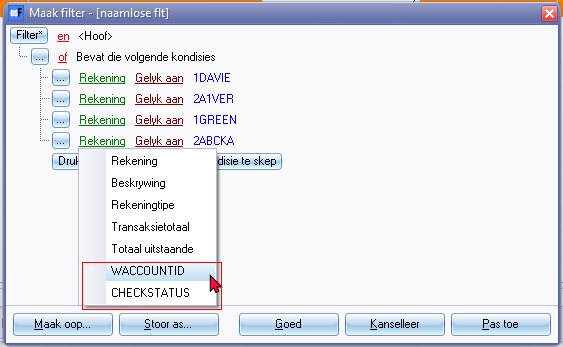 Maak filter - [naamlose flt]
Filter en <Hoof>
... of Bevat die volgende kondisies
... Rekening Gelyk aan 1DAVIE
... Rekening Gelyk aan 2A1VER
... Rekening Gelyk aan 1GREEN
... Rekening Gelyk aan 2ABCKA
Druk disie te skep
Rekening
Beskrywing
Rekeningtipe
Transaksietotaal
Totaal uitstaande
WACCOUNTID
CHECKSTATUS
Maak oop... Stoor as... Goed Kanselleer Pas toe